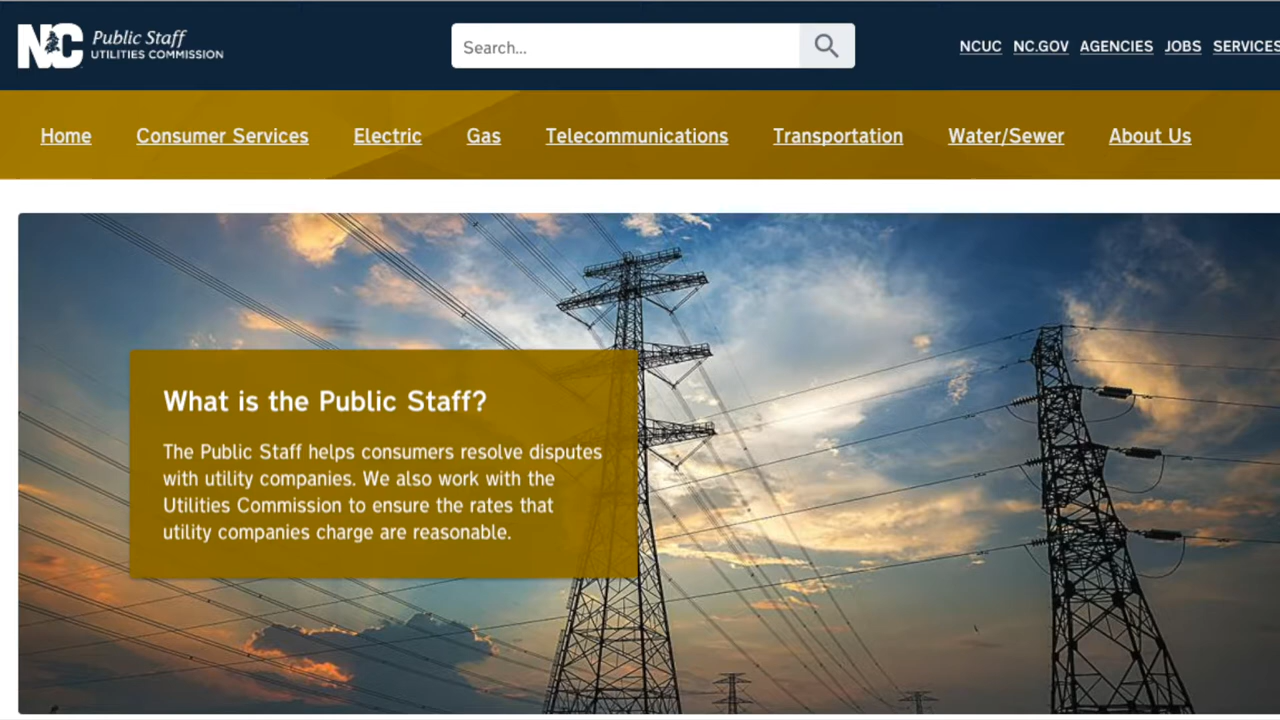 NC Public Staff
UTILITIES COMMISSION
Search...
NCUC NC.GOV AGENCIES JOBS SERVICES
Home Consumer Services Electric Gas Telecommunications Transportation Water/Sewer About Us
What is the Public Staff?
The Public Staff helps consumers resolve disputes
with utility companies. We also work with the
Utilities Commission to ensure the rates that
utility companies charge are reasonable.